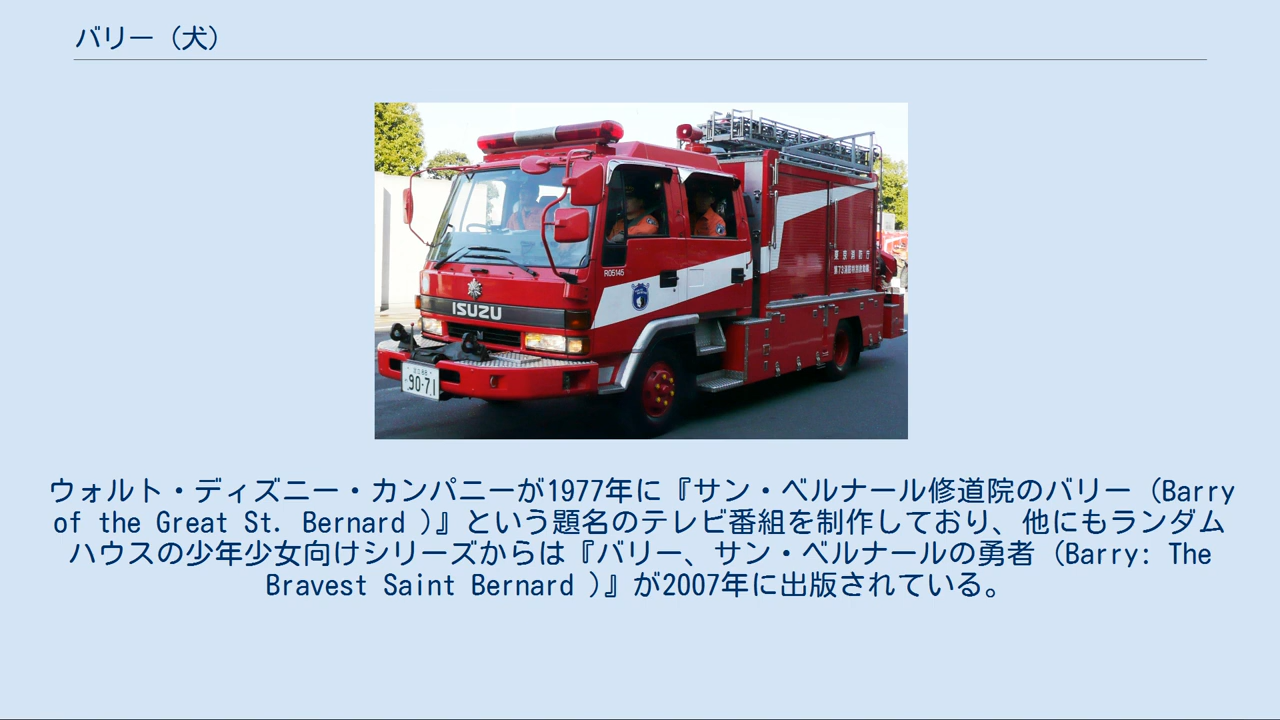 バリー（犬）
R05145
ISUZU
90-71
東京消防庁
ウォルト・ディズニー・カンパニーが1977年に『サン・ベルナール修道院のバリー（Barry
of the Great St. Bernard )』という題名のテレビ番組を制作しており、他にもランダム
ハウスの少年少女向けシリーズからは『バリー、サン・ベルナールの勇者（Barry: The
Bravest Saint Bernard )』が2007年に出版されている。